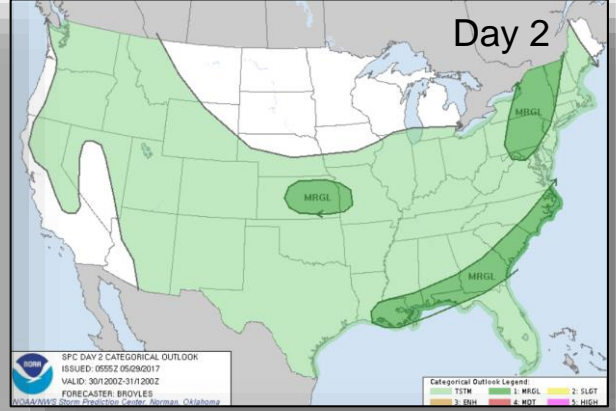 Day 2
MRGL
MRGL
MRGL
NOAA
SPC DAY 2 CATEGORICAL OUTLOOK
ISSUED: 0555Z 05/29/2017
VALID: 30/1200Z-31/1200Z
FORECASTER: BROYLES
NOAA/NWS Storm Prediction Center, Norman, Oklahoma
Categorical Outlook Legend:
TSTM 1: MRGL 2: SLGT
3: ENH 4: MDT 5: HIGH